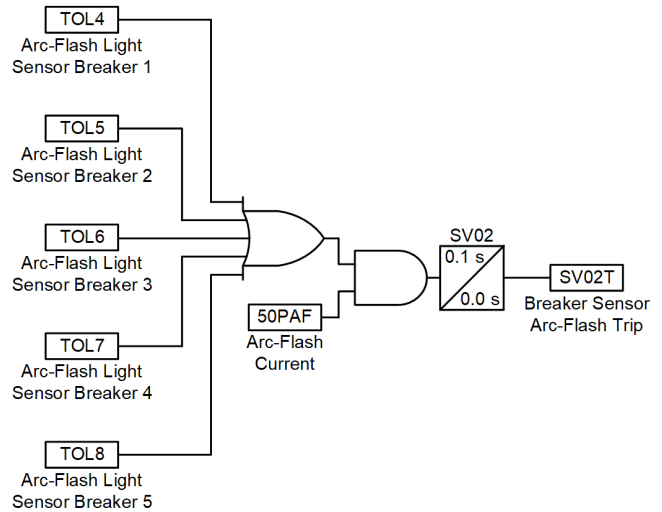 TOL4
Arc-Flash Light
Sensor Breaker 1
TOL5
Arc-Flash Light
Sensor Breaker 2
TOL6
Arc-Flash Light
Sensor Breaker 3
TOL7
Arc-Flash Light
Sensor Breaker 4
TOL8
Arc-Flash Light
Sensor Breaker 5
50PAF
Arc-Flash
Current
SV02
0.1 s
0.0 s
SV02T
Breaker Sensor
Arc-Flash Trip